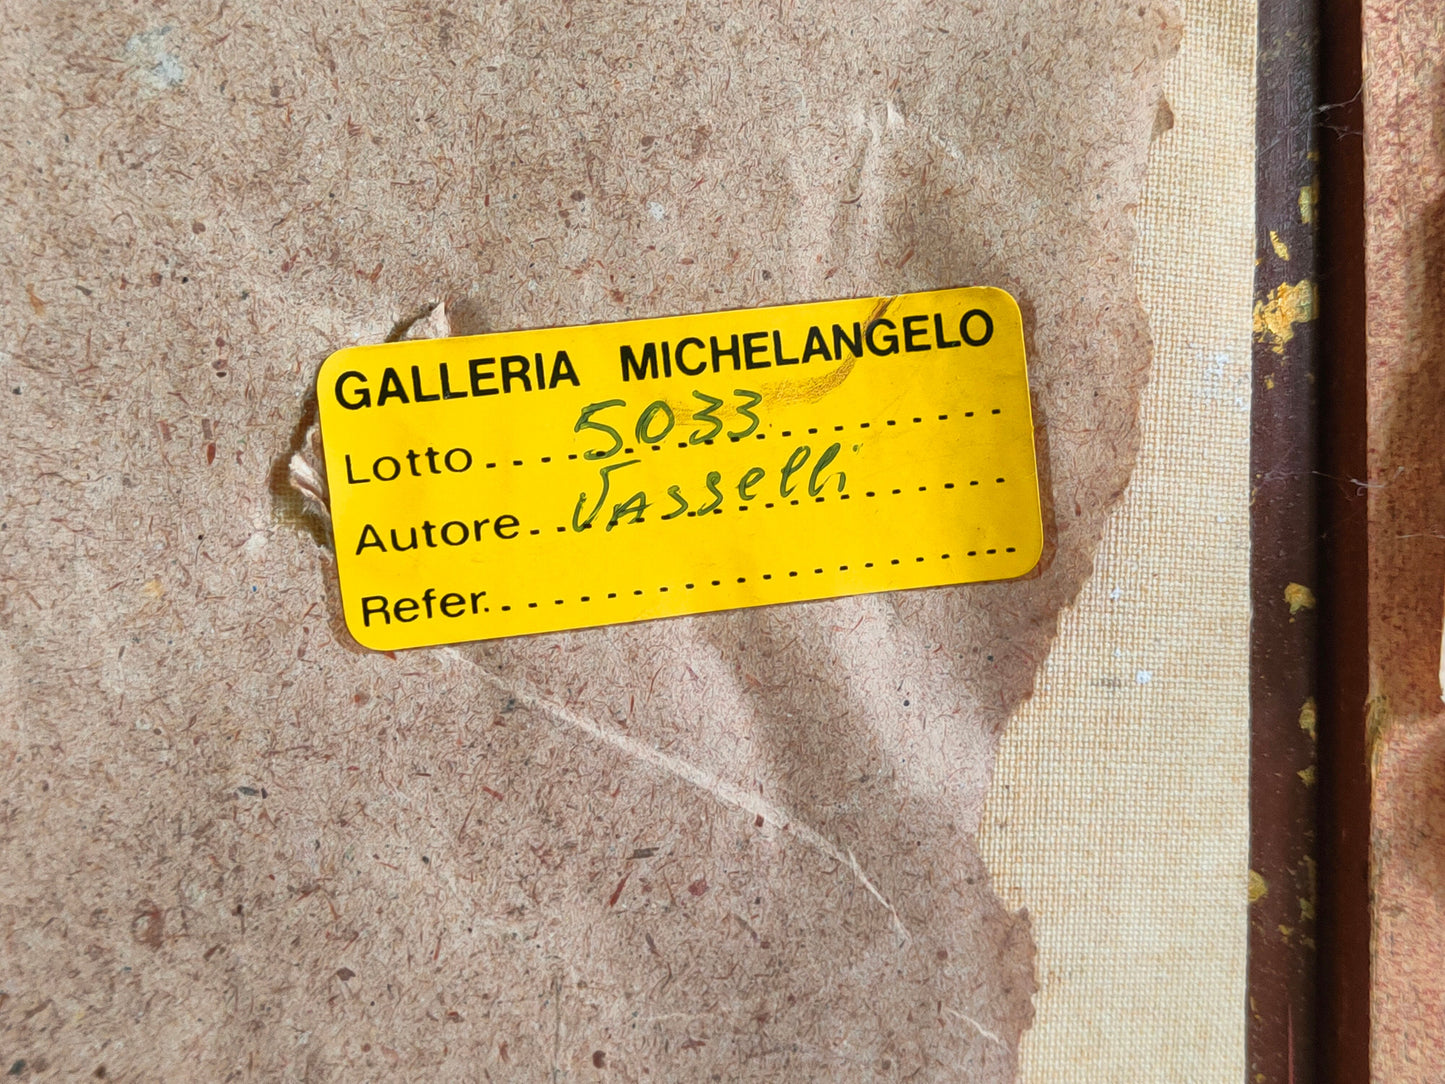 GALLERIA MICHELANGELO
Lotto 5033
Autore Vasselli
Refer.